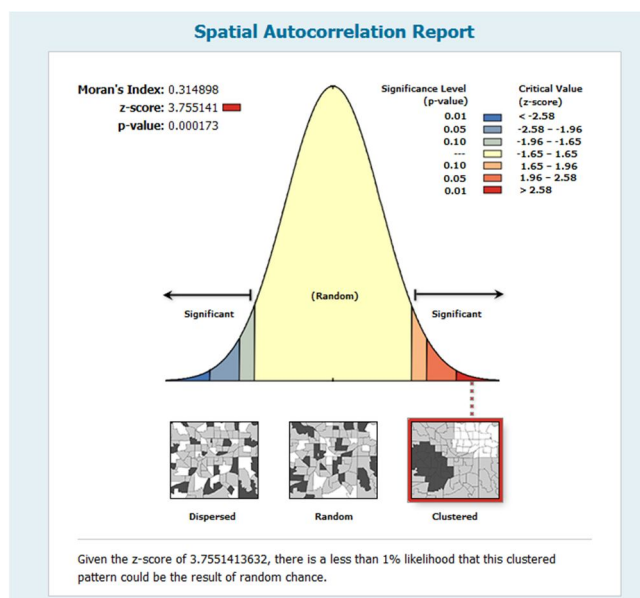 Spatial Autocorrelation Report
Moran's Index: 0.314898
z-score: 3.755141
p-value: 0.000173
Significance Level (p-value) Critical Value (z-score)
0.01 < -2.58
0.05 -2.58 – -1.96
0.10 -1.96 – -1.65
--- -1.65 – 1.65
0.10 1.65 – 1.96
0.05 1.96 – 2.58
0.01 > 2.58
(Random)
Significant Significant
Dispersed Random Clustered
Given the z-score of 3.7551413632, there is a less than 1% likelihood that this clustered
pattern could be the result of random chance.